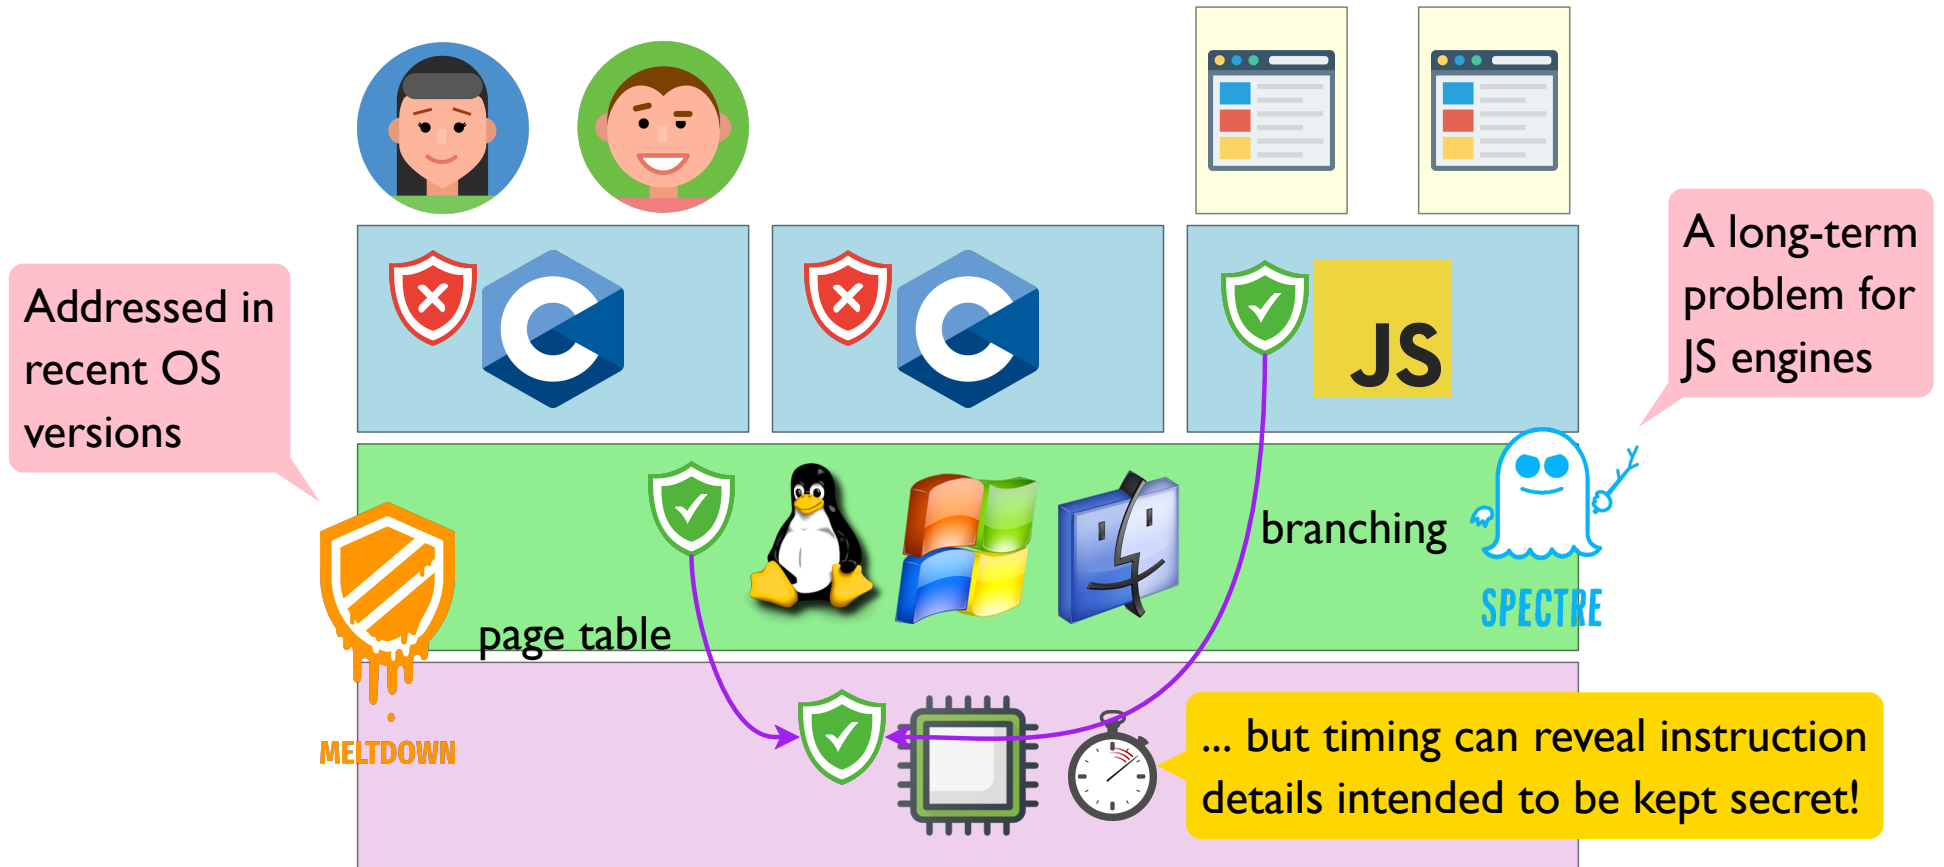 Addressed in
recent OS
versions
A long-term
problem for
JS engines
JS
branching
SPECTRE
page table
MELTDOWN
... but timing can reveal instruction
details intended to be kept secret!